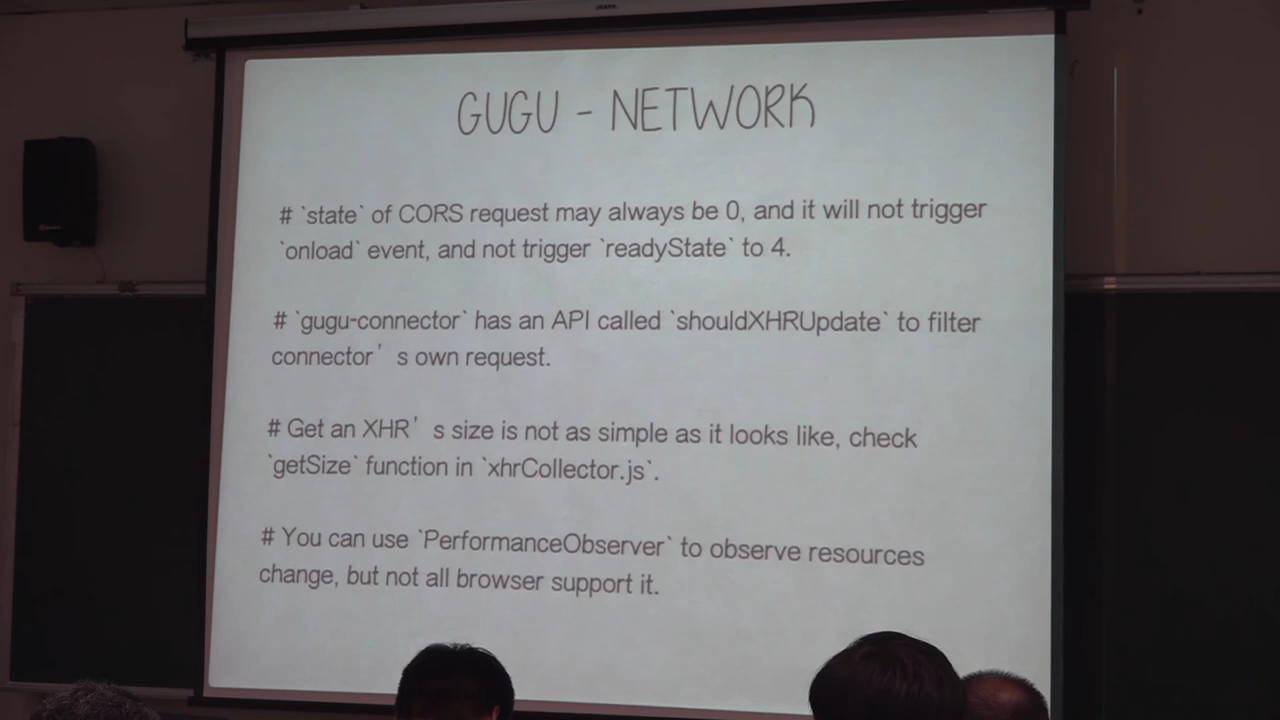 GUGU - NETWORK
# `state` of CORS request may always be 0, and it will not trigger
`onload` event, and not trigger `readyState` to 4.
# `gugu-connector` has an API called `shouldXHRUpdate` to filter
connector’s own request.
# Get an XHR’s size is not as simple as it looks like, check
`getSize` function in `xhrCollector.js`.
# You can use `PerformanceObserver` to observe resources
change, but not all browser support it.